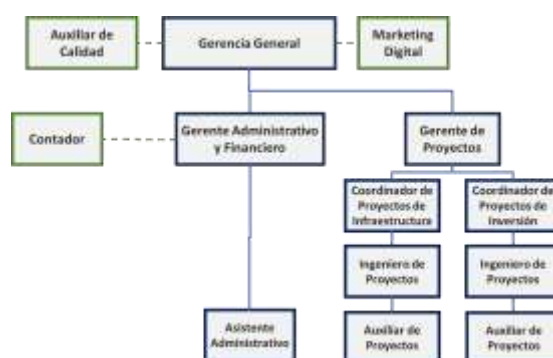 Auxiliar de
Calidad
Gerencia General
Marketing
Digital
Contador
Gerente Administrativo
y Financiero
Gerente de
Proyectos
Coordinador de
Proyectos de
Infraestructura
Coordinador de
Proyectos de
Inversión
Ingeniero de
Proyectos
Ingeniero de
Proyectos
Asistente
Administrativo
Auxiliar de
Proyectos
Auxiliar de
Proyectos